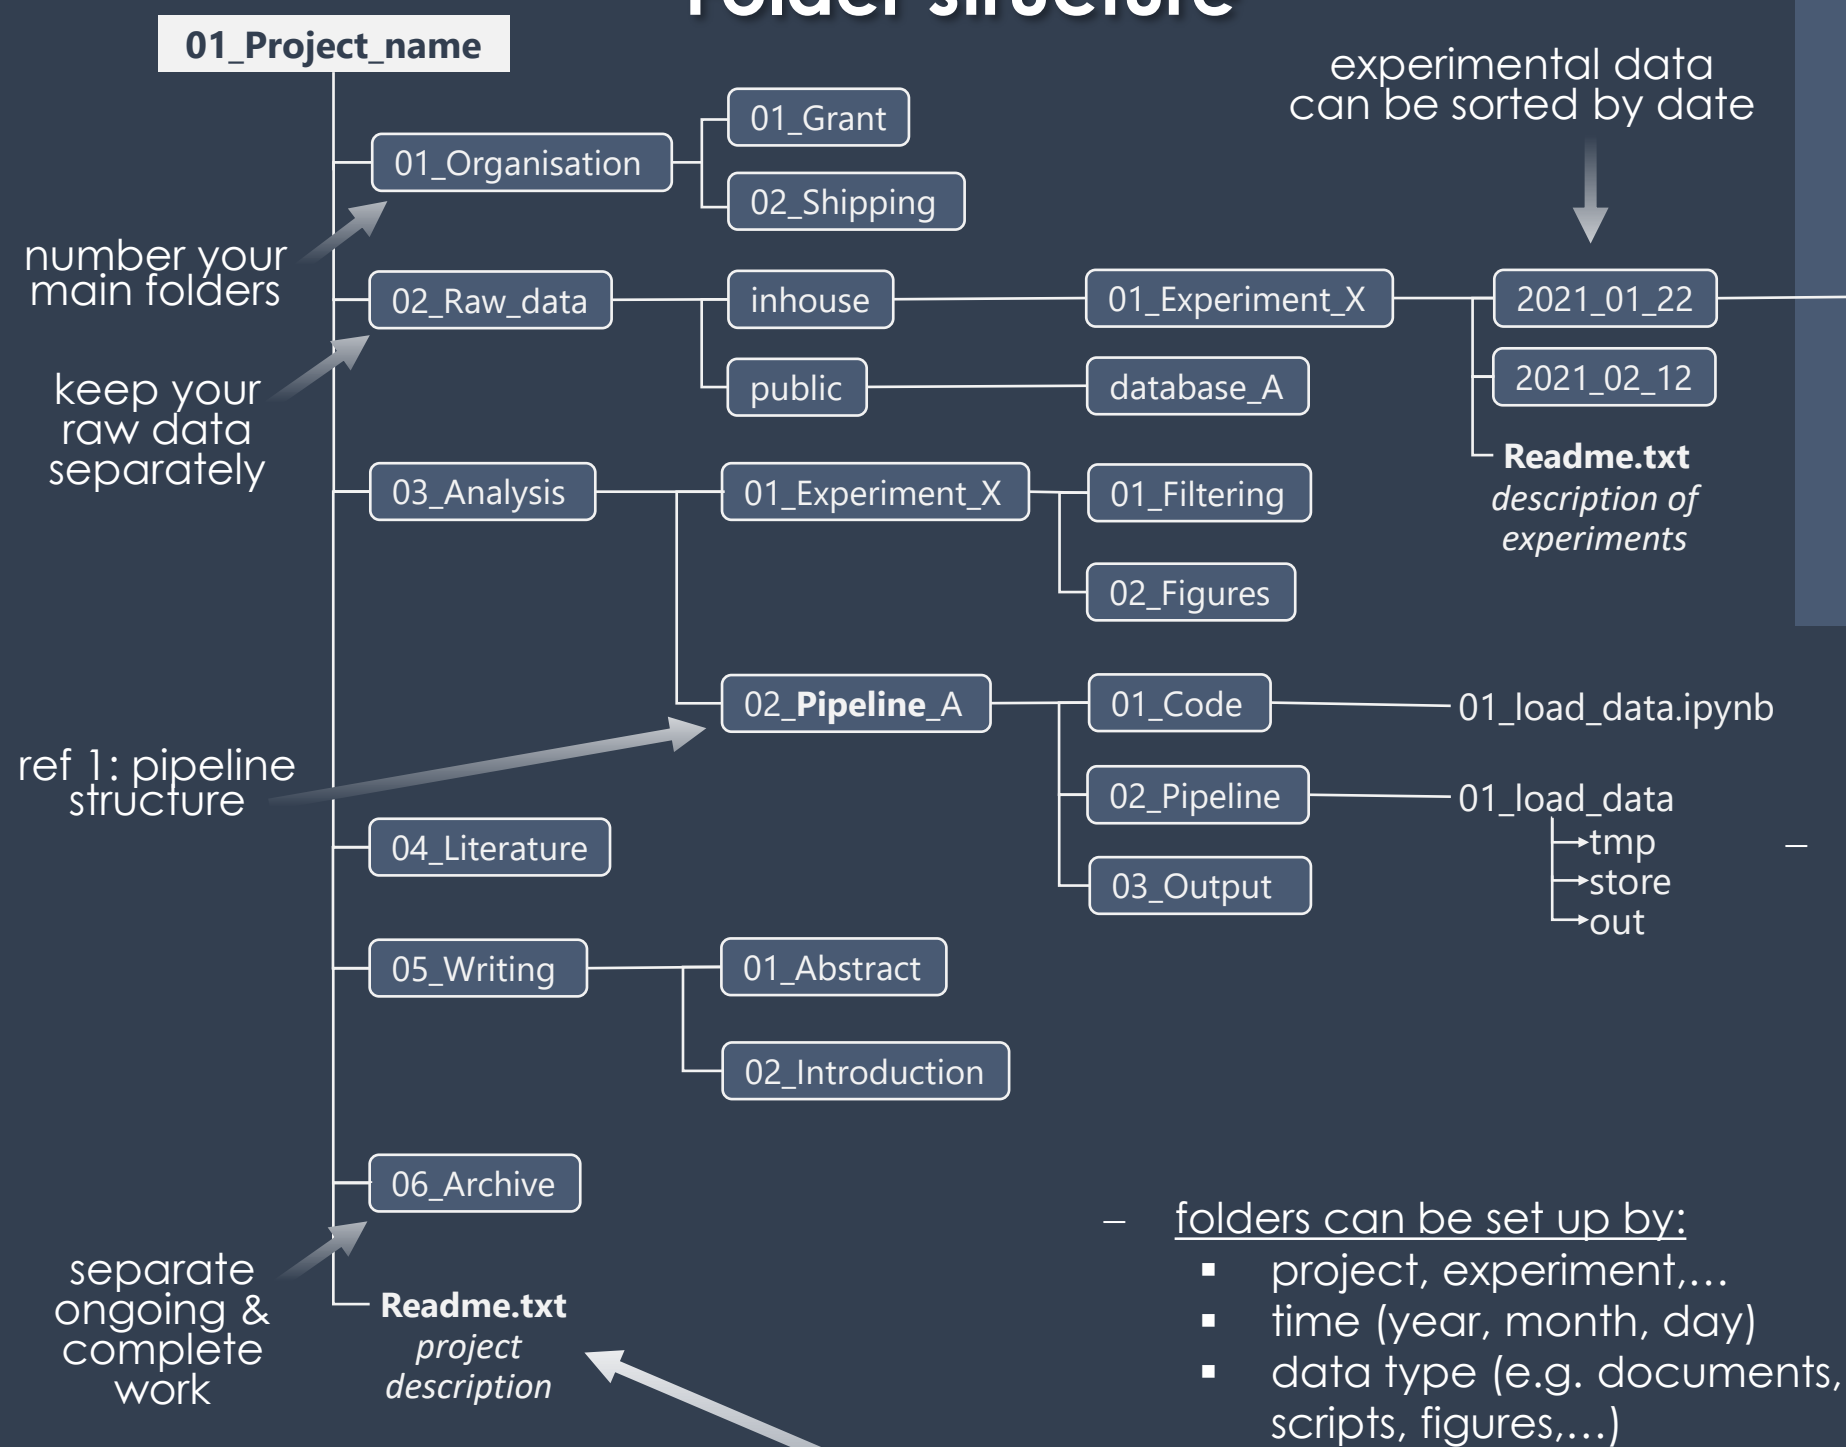 Folder structure
01_Project_name
experimental data
can be sorted by date
01_Grant
01_Organisation
02_Shipping
number your
main folders
02_Raw_data
inhouse
01_Experiment_X
2021_01_22
keep your
raw data
separately
public
database_A
2021_02_12
Readme.txt
description of
experiments
03_Analysis
01_Experiment_X
01_Filtering
02_Figures
02_Pipeline_A
01_Code
01_load_data.ipynb
ref 1: pipeline
structure
02_Pipeline
01_load_data
tmp
store
out
04_Literature
03_Output
05_Writing
01_Abstract
02_Introduction
06_Archive
separate
ongoing &
complete
work
Readme.txt
project
description
– folders can be set up by:
▪ project, experiment,...
▪ time (year, month, day)
▪ data type (e.g. documents,
scripts, figures,...)